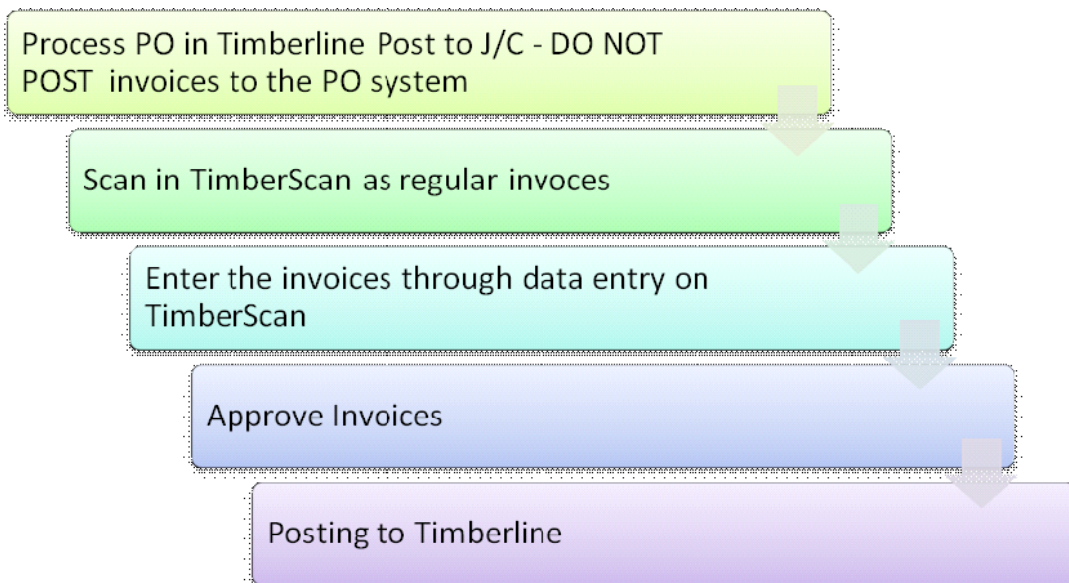 Process PO in Timberline Post to J/C - DO NOT
POST invoices to the PO system
Scan in TimberScan as regular invoces
Enter the invoices through data entry on
TimberScan
Approve Invoices
Posting to Timberline